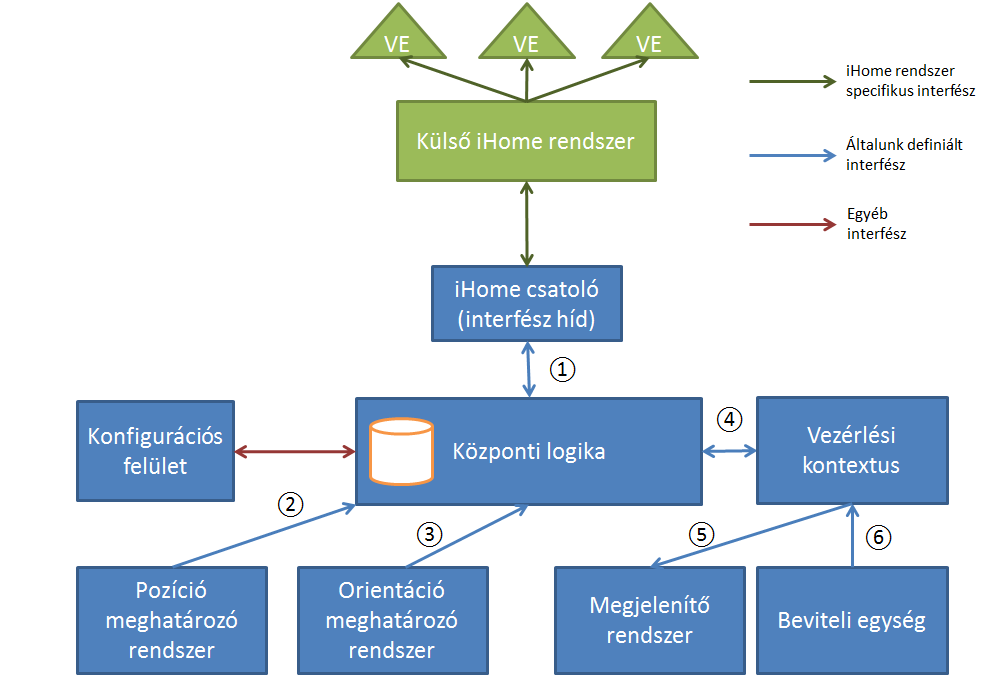 VE
VE
VE
iHome rendszer
specifikus interfész
Külső iHome rendszer
Általunk definiált
interfész
Egyéb
interfész
iHome csatoló
(interfész híd)
①
Konfigurációs
felület
Központi logika
④
Vezérlési
kontextus
②
③
⑤
⑥
Pozíció
meghatározó
rendszer
Orientáció
meghatározó
rendszer
Megjelenítő
rendszer
Beviteli egység